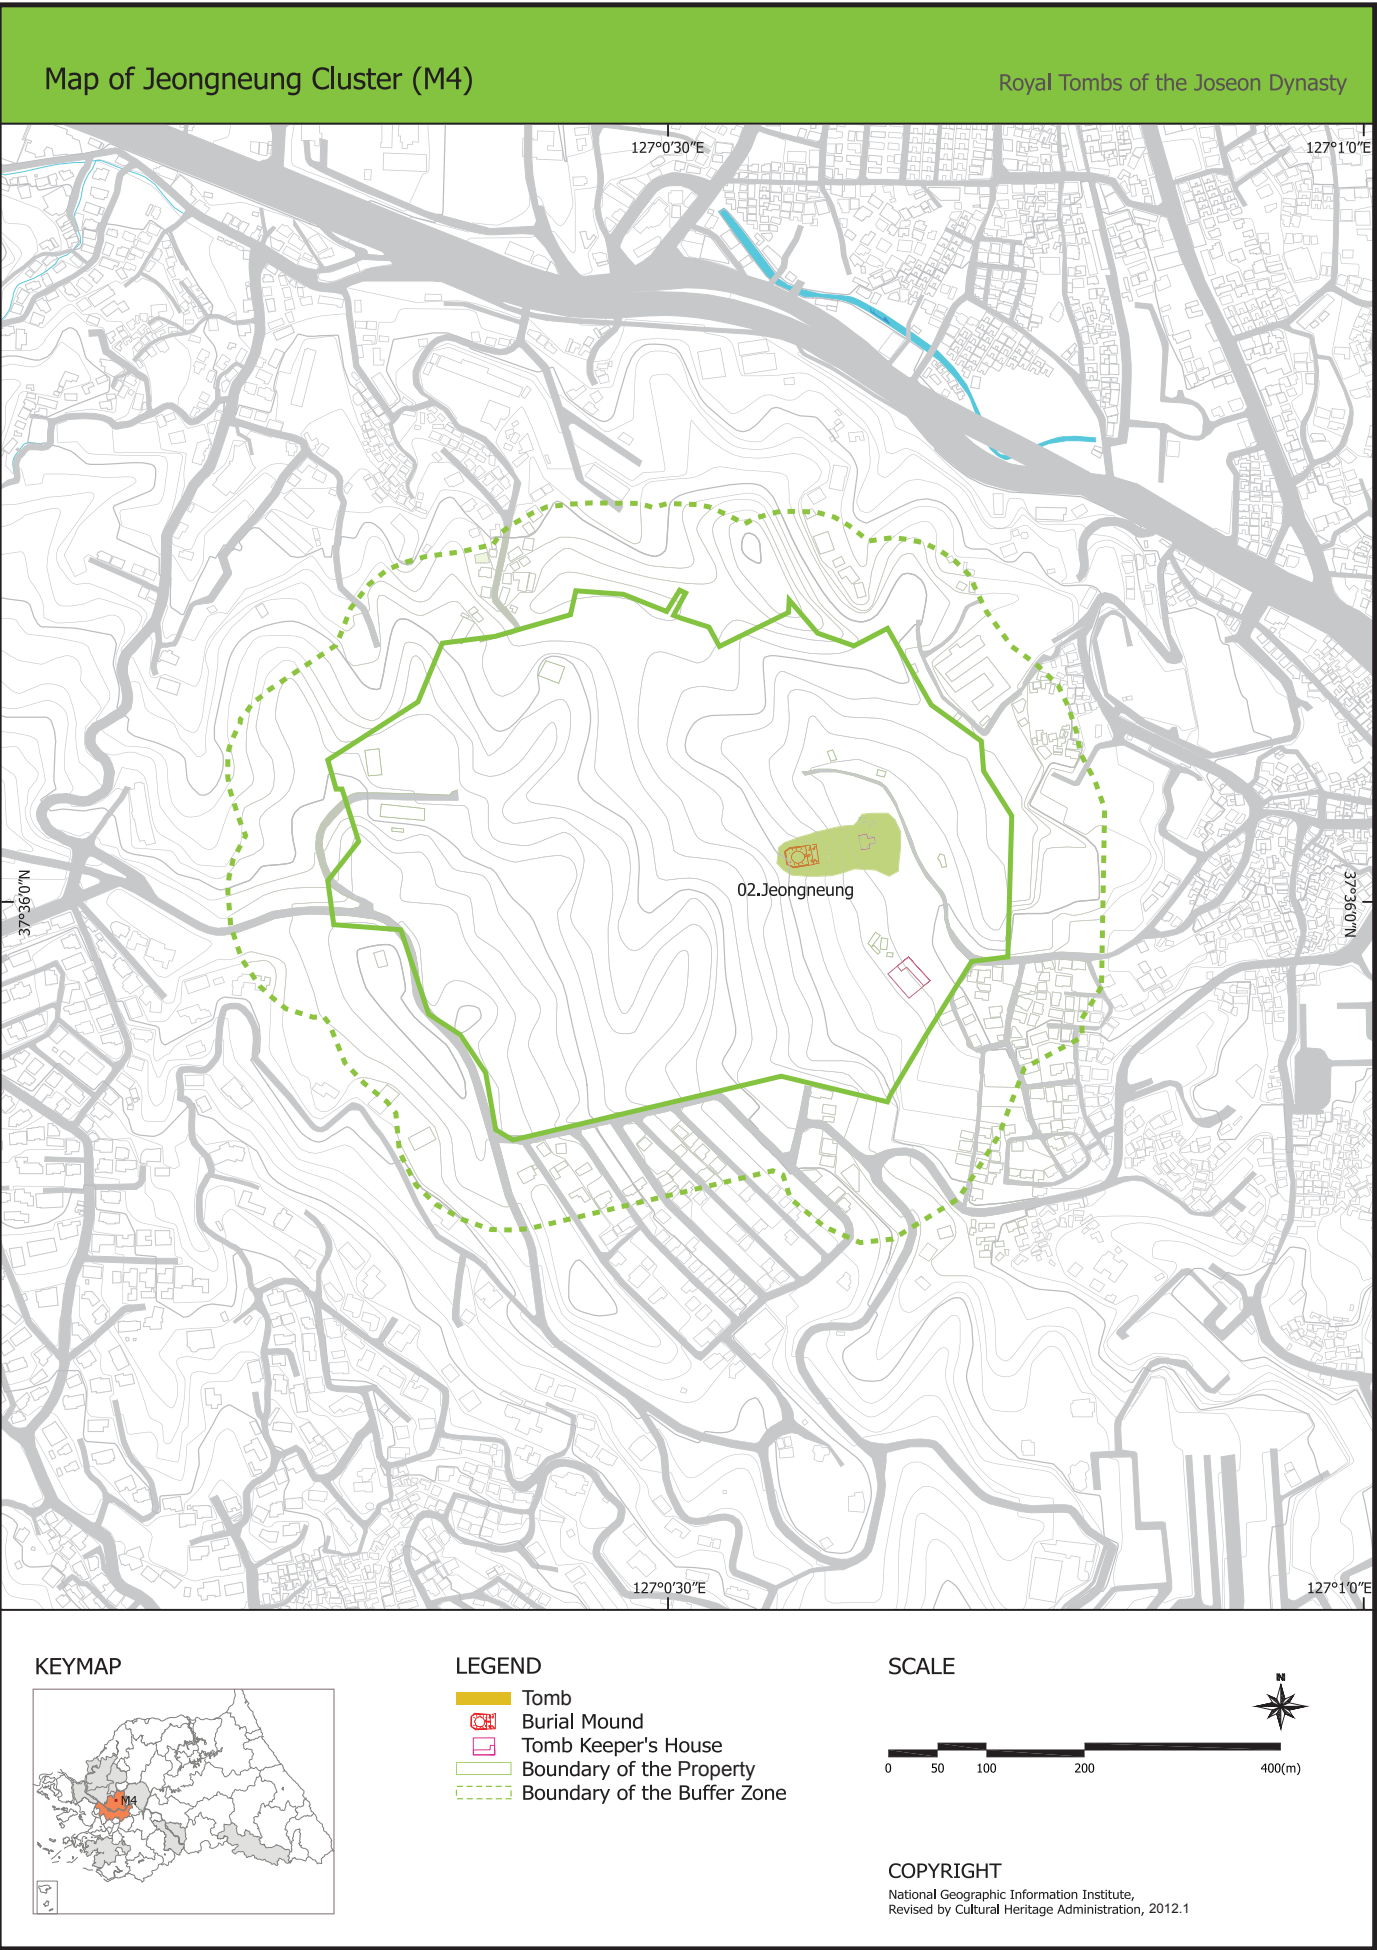 Map of Jeongneung Cluster (M4)
Royal Tombs of the Joseon Dynasty
127°0'30"E
127°1'0"E
37°36'0"N
37°36'0"N
02.Jeongneung
127°0'30"E
127°1'0"E
KEYMAP
M4
LEGEND
Tomb
Burial Mound
Tomb Keeper's House
Boundary of the Property
Boundary of the Buffer Zone
SCALE
N
0 50 100 200 400(m)
COPYRIGHT
National Geographic Information Institute,
Revised by Cultural Heritage Administration, 2012.1